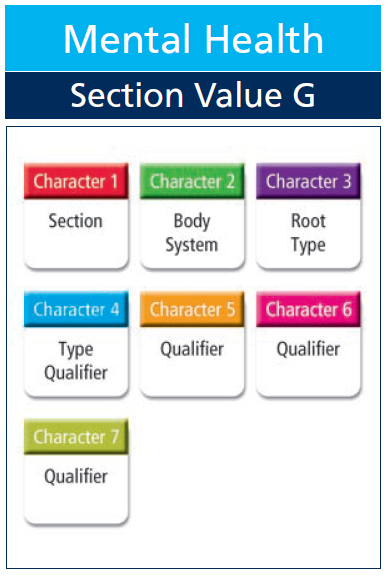 Mental Health
Section Value G
Character 1
Section
Character 2
Body
System
Character 3
Root
Type
Character 4
Type
Qualifier
Character 5
Qualifier
Character 6
Qualifier
Character 7
Qualifier